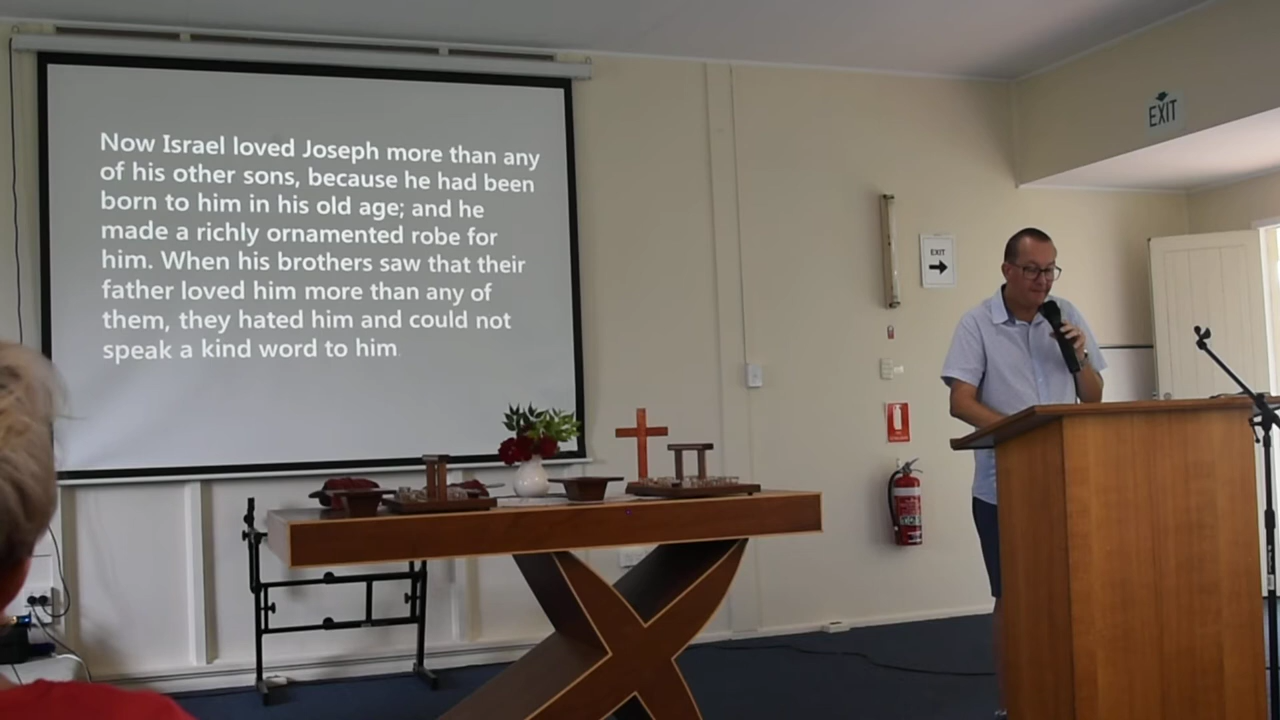 Now Israel loved Joseph more than any
of his other sons, because he had been
born to him in his old age; and he
made a richly ornamented robe for
him. When his brothers saw that their
father loved him more than any of
them, they hated him and could not
speak a kind word to him.
EXIT
EXIT